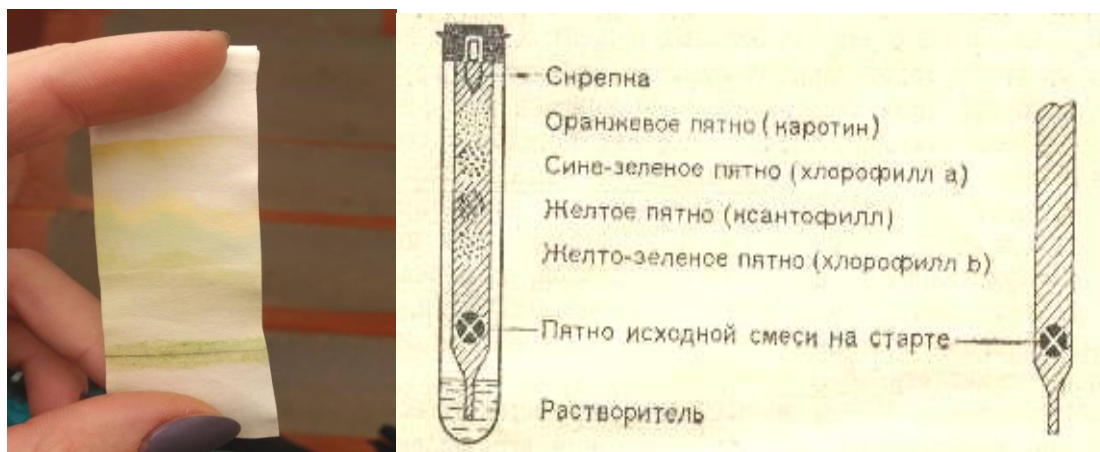 Скрепка
Оранжевое пятно (каротин)
Сине-зеленое пятно (хлорофилл a)
Желтое пятно (ксантофилл)
Желто-зеленое пятно (хлорофилл b)
Пятно исходной смеси на старте
Растворитель